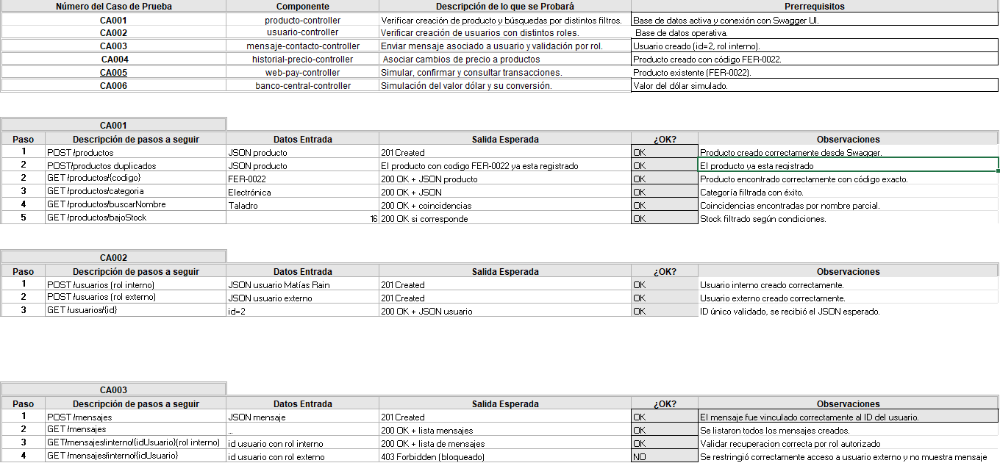 Número del Caso de Prueba Componente Descripción de lo que se Probará Prerrequisitos
CA001 producto-controller Verificar creación de producto y búsquedas por distintos filtros. Base de datos activa y conexión con Swagger UI.
CA002 usuario-controller Verificar creación de usuarios con distintos roles. Base de datos operativa.
CA003 mensaje-contacto-controller Enviar mensaje asociado a usuario y validación por rol. Usuario creado (id=2, rol interno).
CA004 historial-precio-controller Asociar cambios de precio a productos Producto creado con código FER-0022.
CA005 web-pay-controller Simular, confirmar y consultar transacciones. Producto existente (FER-0022).
CA006 banco-central-controller Simulación del valor dólar y su conversión. Valor del dólar simulado.
CA001
Paso Descripción de pasos a seguir Datos Entrada Salida Esperada ¿OK? Observaciones
1 POST /productos JSON producto 201 Created OK Producto creado correctamente desde Swagger.
2 POST/productos duplicados JSON producto El producto con codigo FER-0022 ya esta registrado OK El producto ya esta registrado
2 GET /productos/{codigo} FER-0022 200 OK + JSON producto OK Producto encontrado correctamente con código exacto.
3 GET /productos/categoria Electrónica 200 OK + JSON OK Categoría filtrada con éxito.
4 GET /productos/buscarNombre Taladro 200 OK + coincidencias OK Coincidencias encontradas por nombre parcial.
5 GET /productos/bajoStock 16 200 OK si corresponde OK Stock filtrado según condiciones.
CA002
Paso Descripción de pasos a seguir Datos Entrada Salida Esperada ¿OK? Observaciones
1 POST /usuarios (rol interno) JSON usuario Matías Rain 201 Created OK Usuario interno creado correctamente.
2 POST /usuarios (rol externo) JSON usuario externo 201 Created OK Usuario externo creado correctamente.
3 GET /usuarios/{id} id=2 200 OK + JSON usuario OK ID único validado, se recibió el JSON esperado.
CA003
Paso Descripción de pasos a seguir Datos Entrada Salida Esperada ¿OK? Observaciones
1 POST /mensajes JSON mensaje 201 Created OK El mensaje fue vinculado correctamente al ID del usuario.
2 GET /mensajes ... 200 OK + lista mensajes OK Se listaron todos los mensajes creados.
3 GET/mensajes/interno/{idUsuario}(rol interno) id usuario con rol interno 200 OK + lista de mensajes OK Validar recuperacion correcta por rol autorizado
4 GET /mensajes/interno/{idUsuario} id usuario con rol externo 403 Forbidden (bloqueado) NO Se restringió correctamente acceso a usuario externo y no muestra mensaje